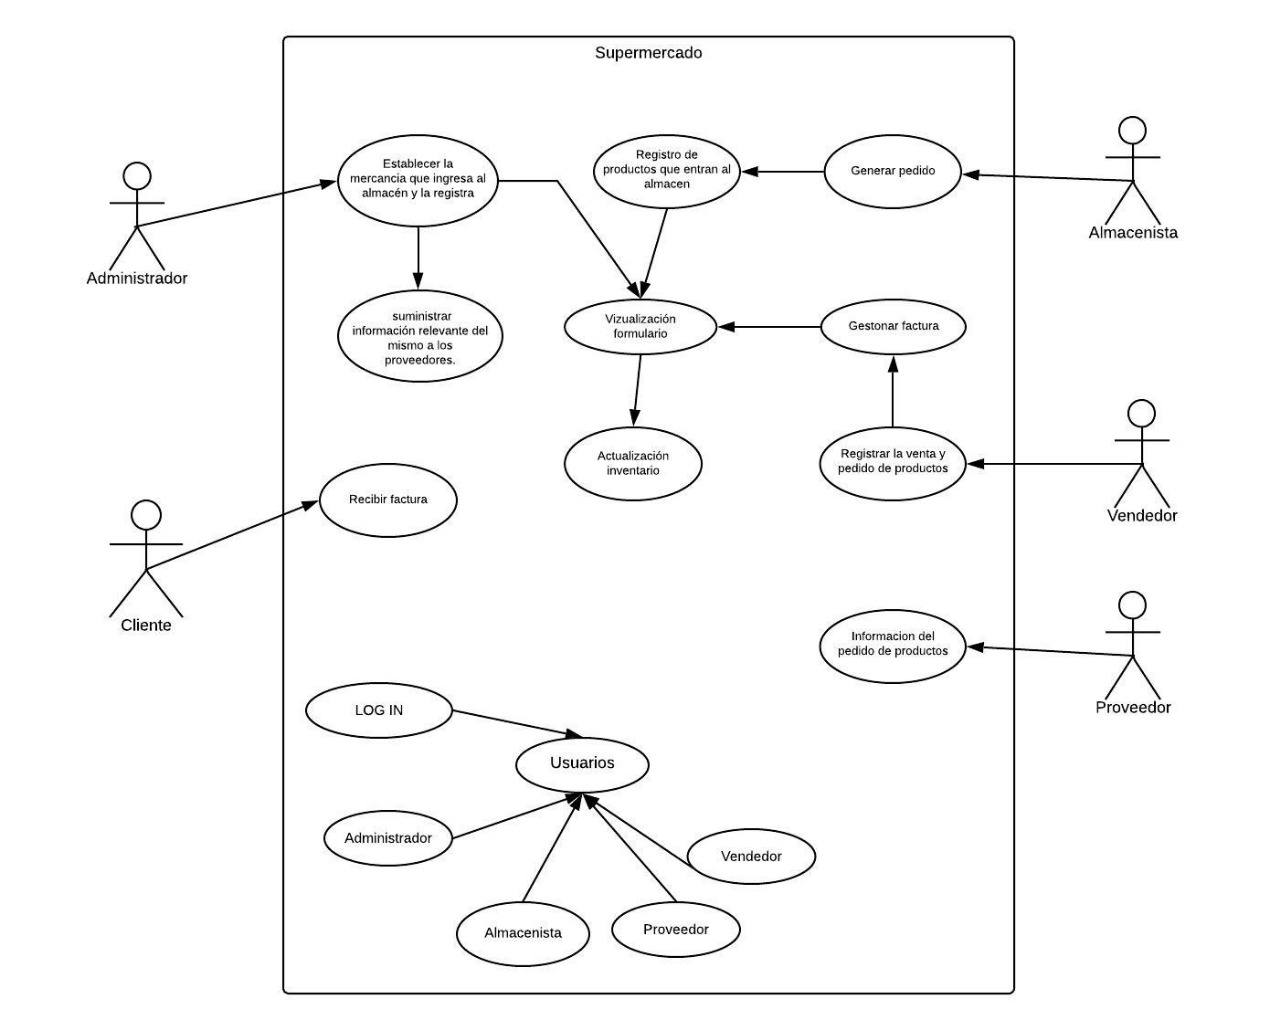 Supermercado
Establecer la
mercancia que ingresa al
almacén y la registra
Registro de
productos que entran al
almacen
Generar pedido
Almacenista
Administrador
suministrar
información relevante del
mismo a los
proveedores.
Vizualización
formulario
Gestonar factura
Actualización
inventario
Registrar la venta y
pedido de productos
Vendedor
Recibir factura
Cliente
Informacion del
pedido de productos
Proveedor
LOG IN
Usuarios
Administrador
Vendedor
Almacenista
Proveedor